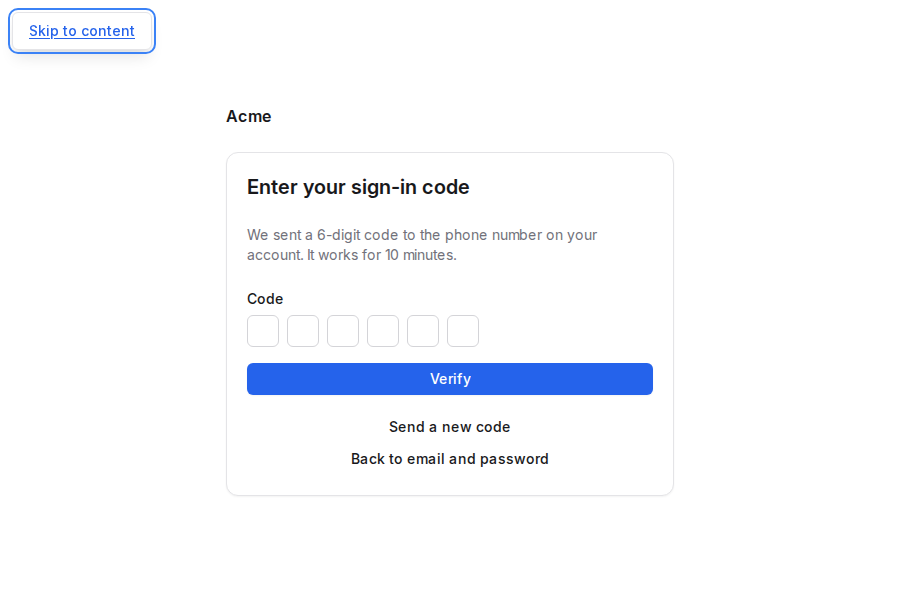 Skip to content
Acme
Enter your sign-in code
We sent a 6-digit code to the phone number on your
account. It works for 10 minutes.
Code
Verify
Send a new code
Back to email and password